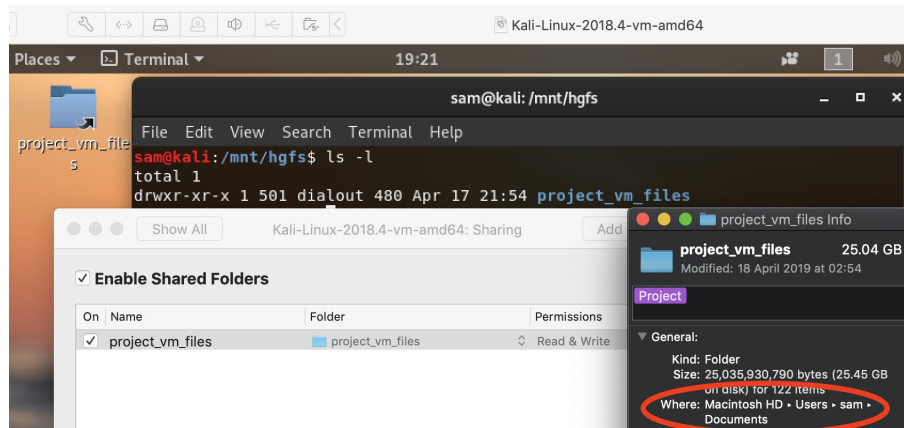 Kali-Linux-2018.4-vm-amd64
Places Terminal 19:21 1
sam@kali: /mnt/hgfs
project_vm_file
s
File Edit View Search Terminal Help
sam@kali:/mnt/hgfs$ ls -l
total 1
drwxr-xr-x 1 501 dialout 480 Apr 17 21:54 project_vm_files
Show All Kali-Linux-2018.4-vm-amd64: Sharing Add
Enable Shared Folders
On Name Folder Permissions
project_vm_files project_vm_files Read & Write
project_vm_files Info
project_vm_files 25.04 GB
Modified: 18 April 2019 at 02:54
Project
General:
Kind: Folder
Size: 25,035,930,790 bytes (25.45 GB
on disk) for 122 items
Where: Macintosh HD ▸ Users ▸ sam ▸
Documents